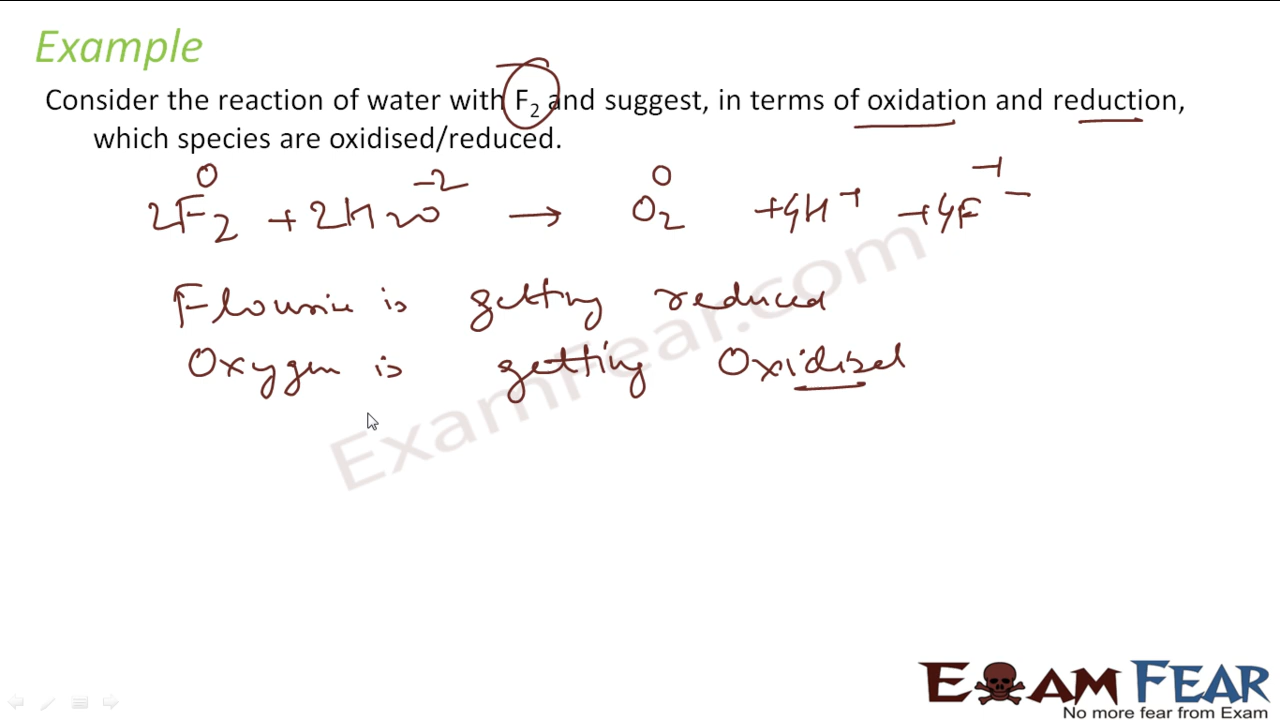 Example
Consider the reaction of water with F₂ and suggest, in terms of oxidation and reduction,
which species are oxidised/reduced.
0 -2 0 -1
2F₂ + 2H₂O → O₂ + 4H⁺ + 4F⁻
Flourine is getting reduced
Oxygen is getting Oxidised
ExamFear.com
EXAM FEAR
No more fear from Exam